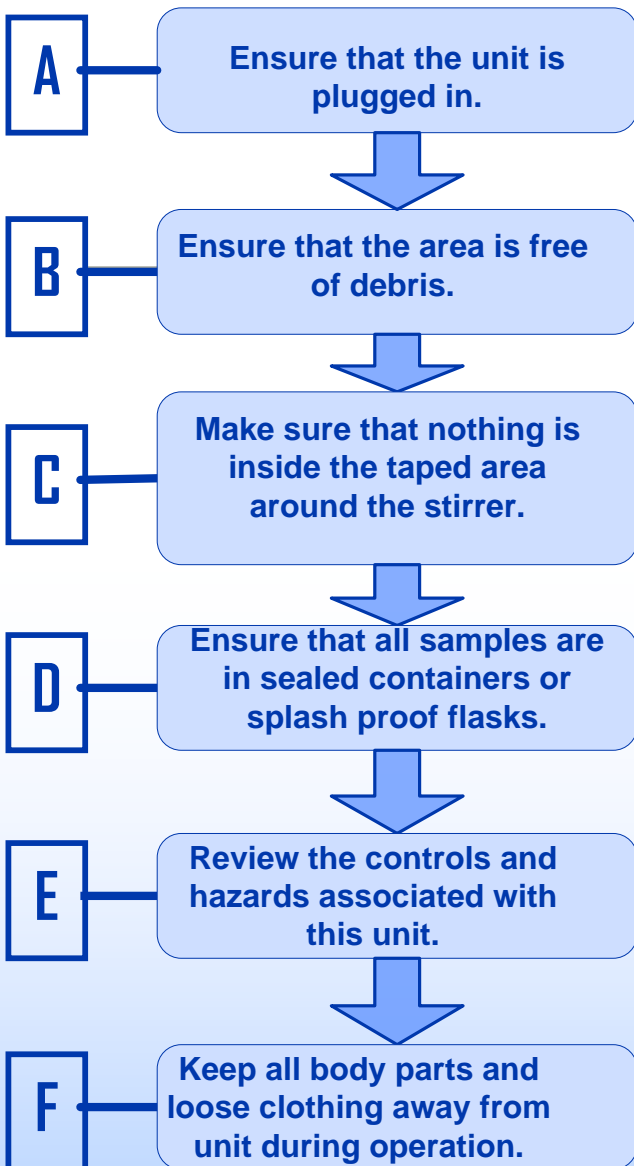 A
Ensure that the unit is
plugged in.
B
Ensure that the area is free
of debris.
C
Make sure that nothing is
inside the taped area
around the stirrer.
D
Ensure that all samples are
in sealed containers or
splash proof flasks.
E
Review the controls and
hazards associated with
this unit.
F
Keep all body parts and
loose clothing away from
unit during operation.